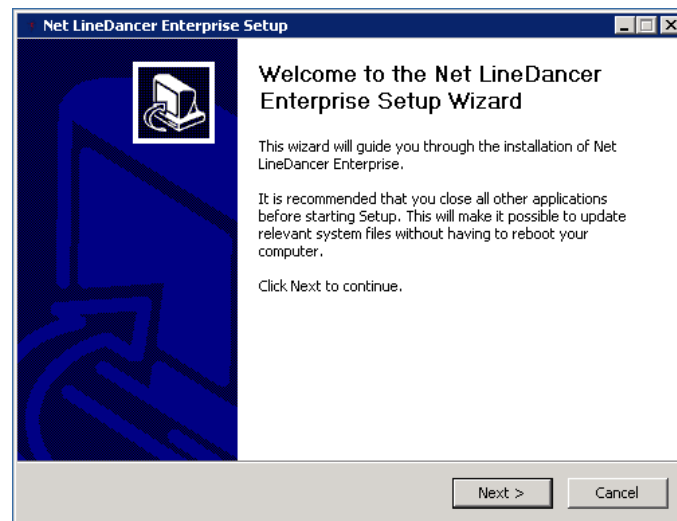 Net LineDancer Enterprise Setup
Welcome to the Net LineDancer
Enterprise Setup Wizard
This wizard will guide you through the installation of Net
LineDancer Enterprise.
It is recommended that you close all other applications
before starting Setup. This will make it possible to update
relevant system files without having to reboot your
computer.
Click Next to continue.
Next >
Cancel